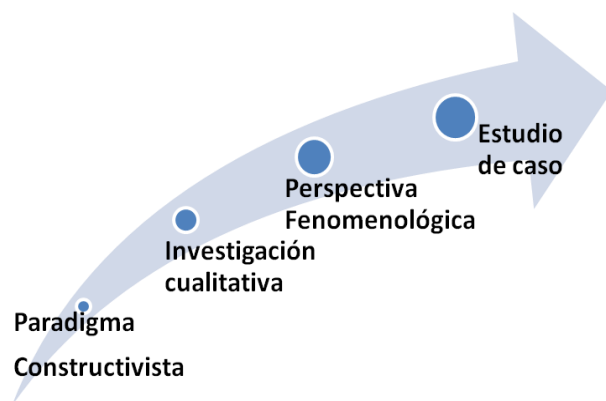 Paradigma
Constructivista
Investigación
cualitativa
Perspectiva
Fenomenológica
Estudio
de caso